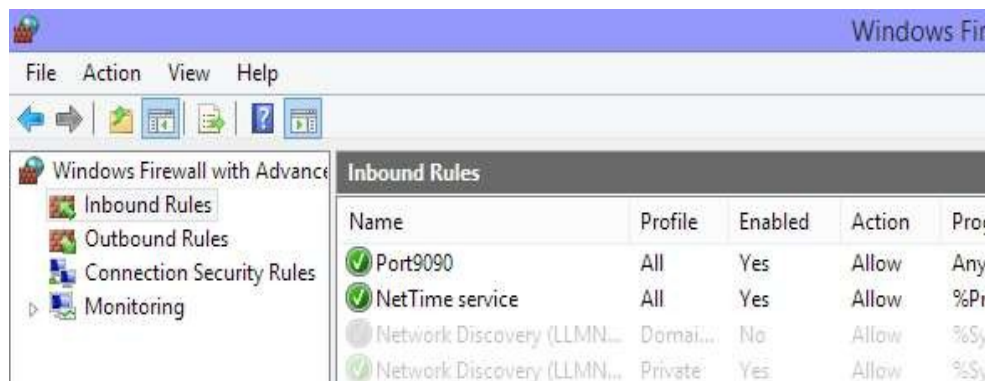 Windows Fir
File Action View Help
Windows Firewall with Advance
Inbound Rules
Outbound Rules
Connection Security Rules
Monitoring
Inbound Rules
Name Profile Enabled Action Prog
Port9090 All Yes Allow Any
NetTime service All Yes Allow %Pr
Network Discovery (LLMN... Domai... No Allow %Sy
Network Discovery (LLMN... Private Yes Allow %Sy